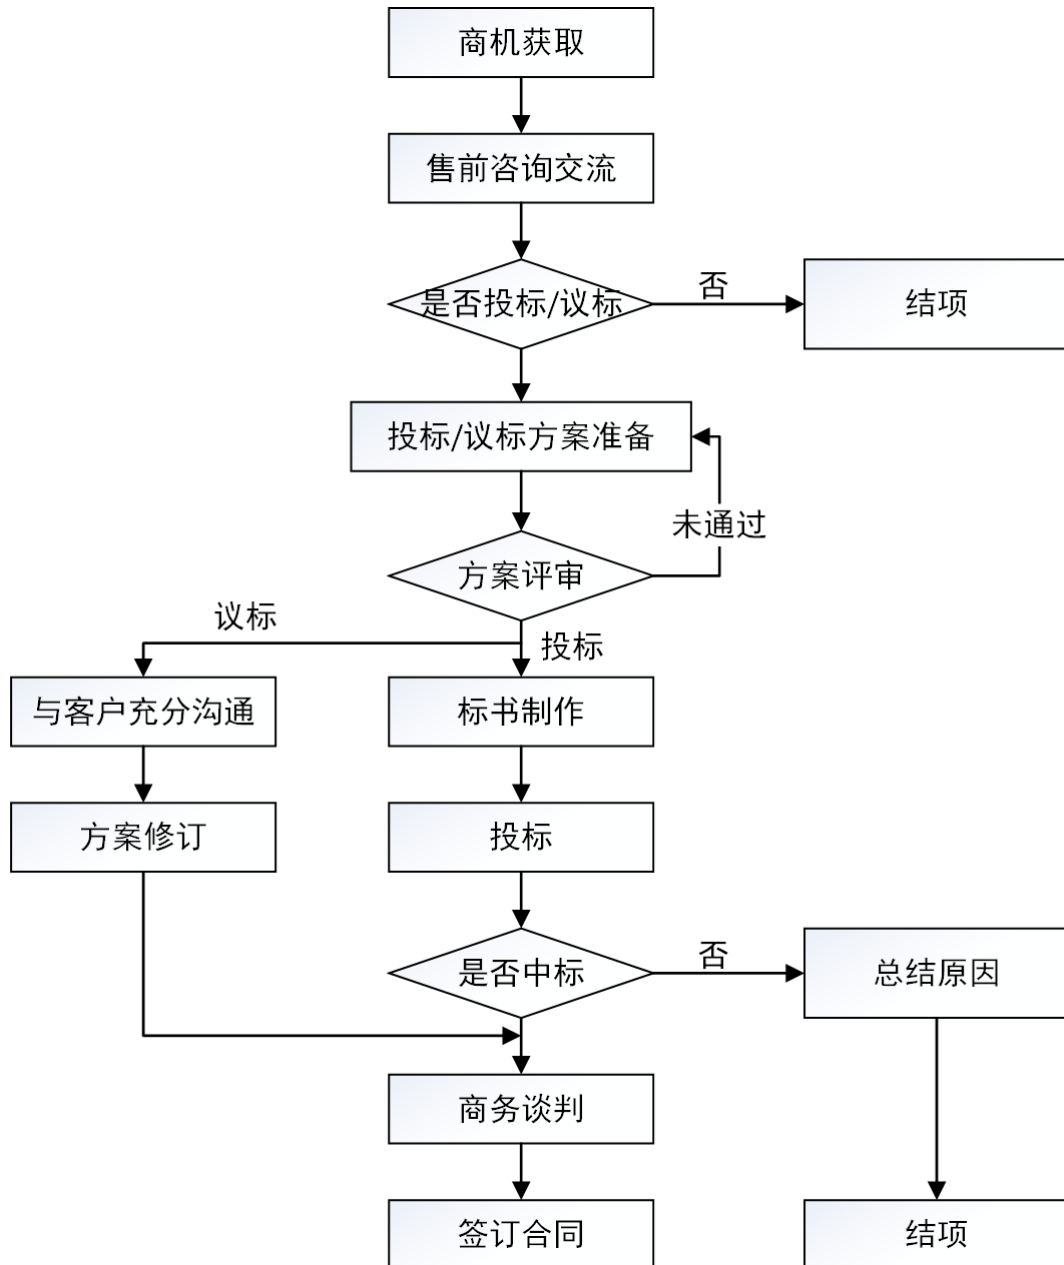 商机获取
售前咨询交流
是否投标/议标
否
结项
投标/议标方案准备
未通过
方案评审
议标
投标
与客户充分沟通
标书制作
方案修订
投标
是否中标
否
总结原因
商务谈判
签订合同
结项